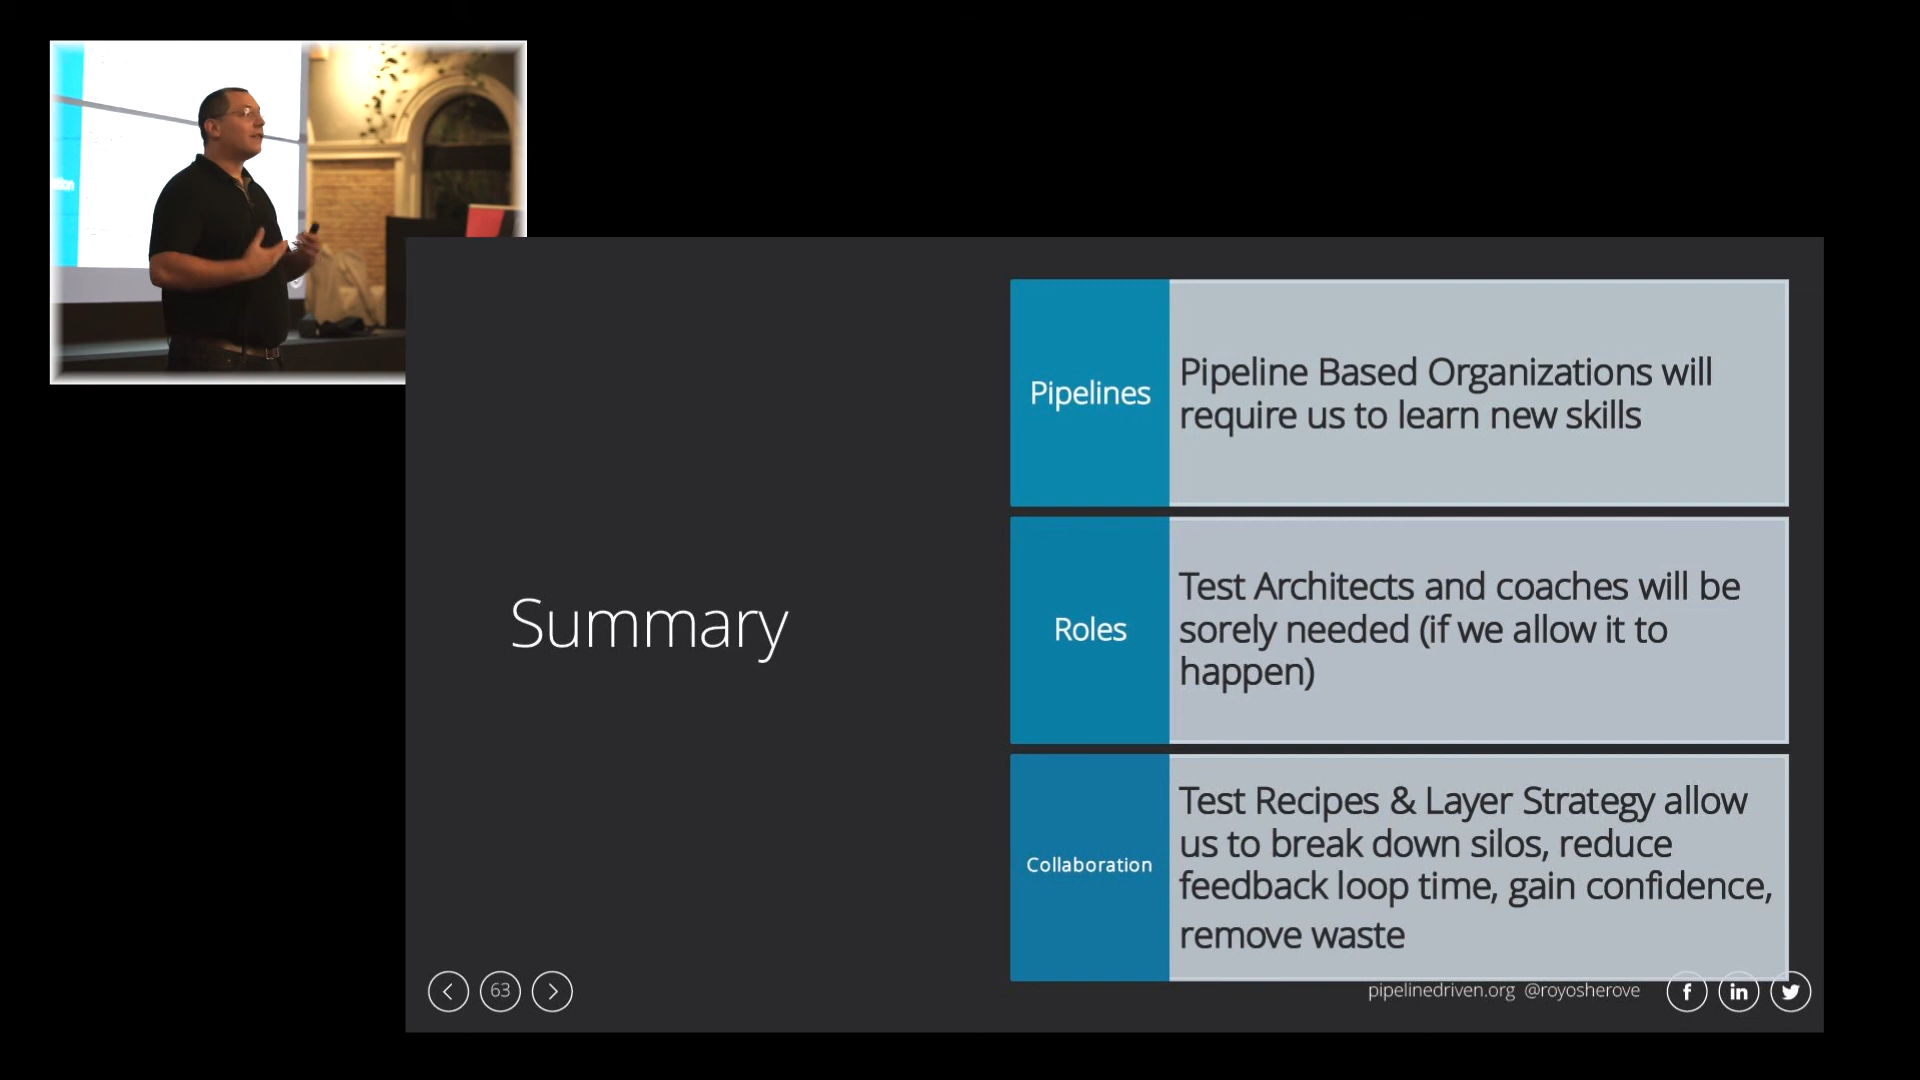 Summary
Pipelines
Pipeline Based Organizations will
require us to learn new skills
Roles
Test Architects and coaches will be
sorely needed (if we allow it to
happen)
Collaboration
Test Recipes & Layer Strategy allow
us to break down silos, reduce
feedback loop time, gain confidence,
remove waste
63
pipelinedriven.org @royosherove